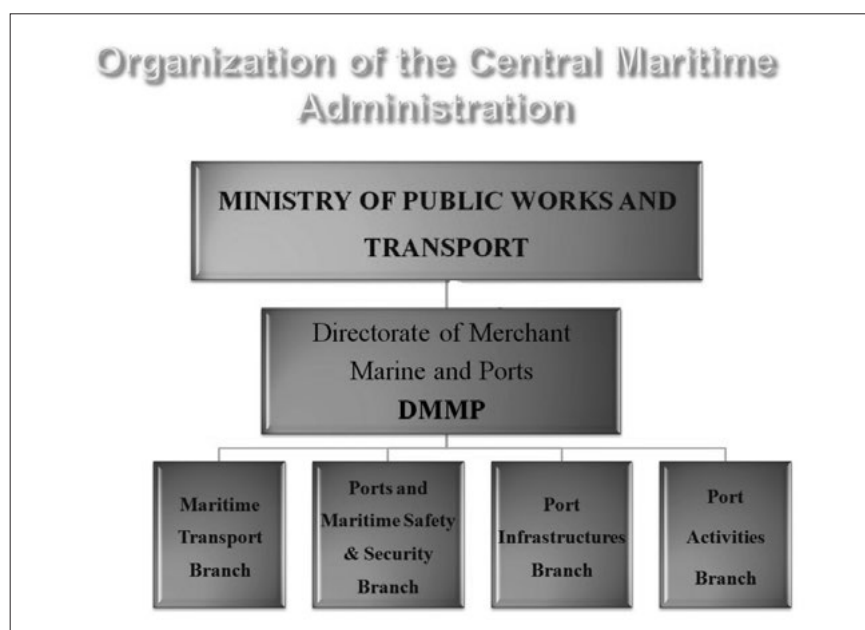 Organization of the Central Maritime
Administration
MINISTRY OF PUBLIC WORKS AND
TRANSPORT
Directorate of Merchant
Marine and Ports
DMMP
Maritime
Transport
Branch
Ports and
Maritime Safety
& Security
Branch
Port
Infrastructures
Branch
Port
Activities
Branch